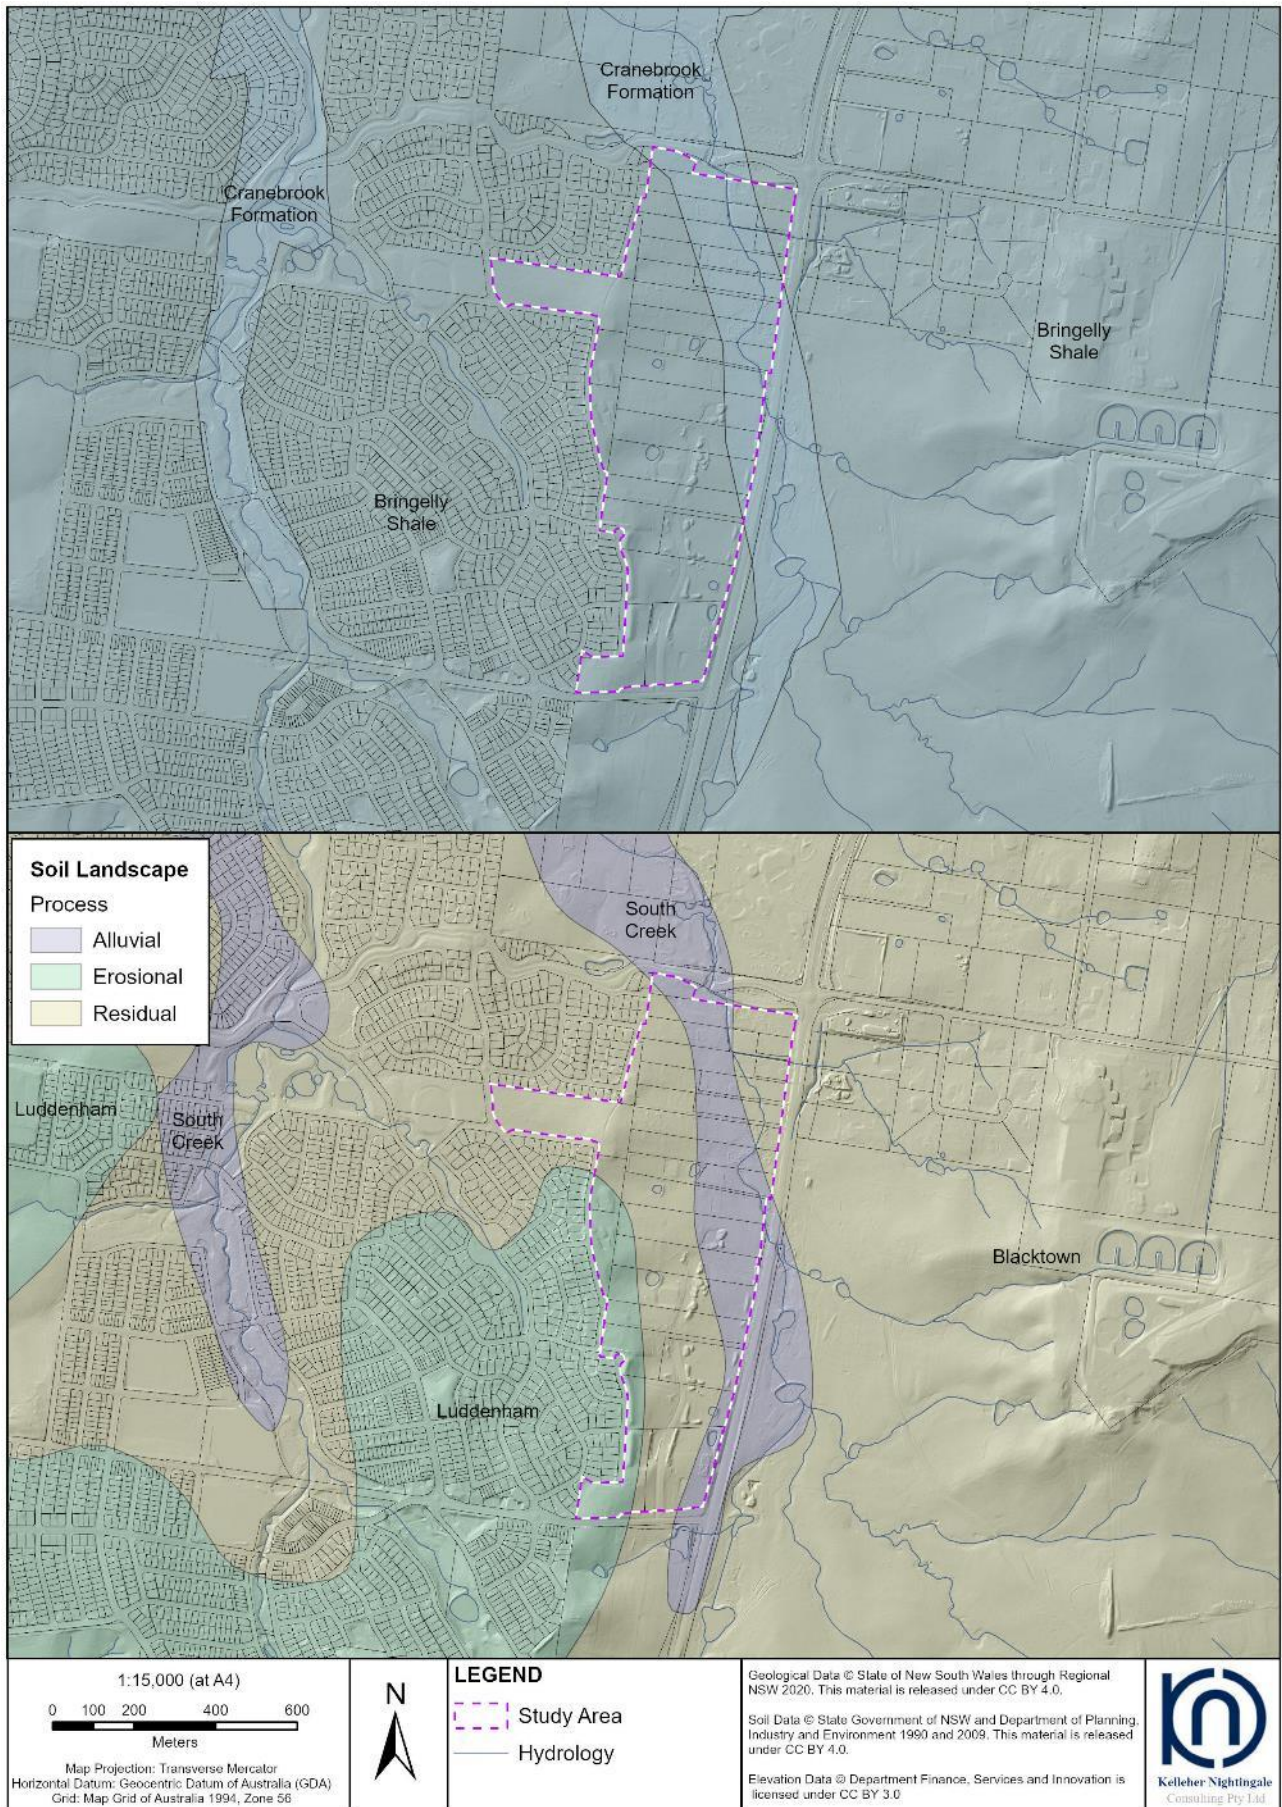 Cranebrook
Formation
Cranebrook
Formation
Bringelly
Shale
Bringelly
Shale
Soil Landscape
Process
Alluvial
Erosional
Residual
South
Creek
Luddenham
South
Creek
Blacktown
Luddenham
1:15,000 (at A4)
0 100 200 400 600
Meters
Map Projection: Transverse Mercator
Horizontal Datum: Geocentric Datum of Australia (GDA)
Grid: Map Grid of Australia 1994, Zone 56
N
LEGEND
Study Area
Hydrology
Geological Data © State of New South Wales through Regional
NSW 2020. This material is released under CC BY 4.0.
Soil Data © State Government of NSW and Department of Planning,
Industry and Environment 1990 and 2009. This material is released
under CC BY 4.0.
Elevation Data © Department Finance, Services and Innovation is
licensed under CC BY 3.0
Kelleher Nightingale
Consulting Pty Ltd